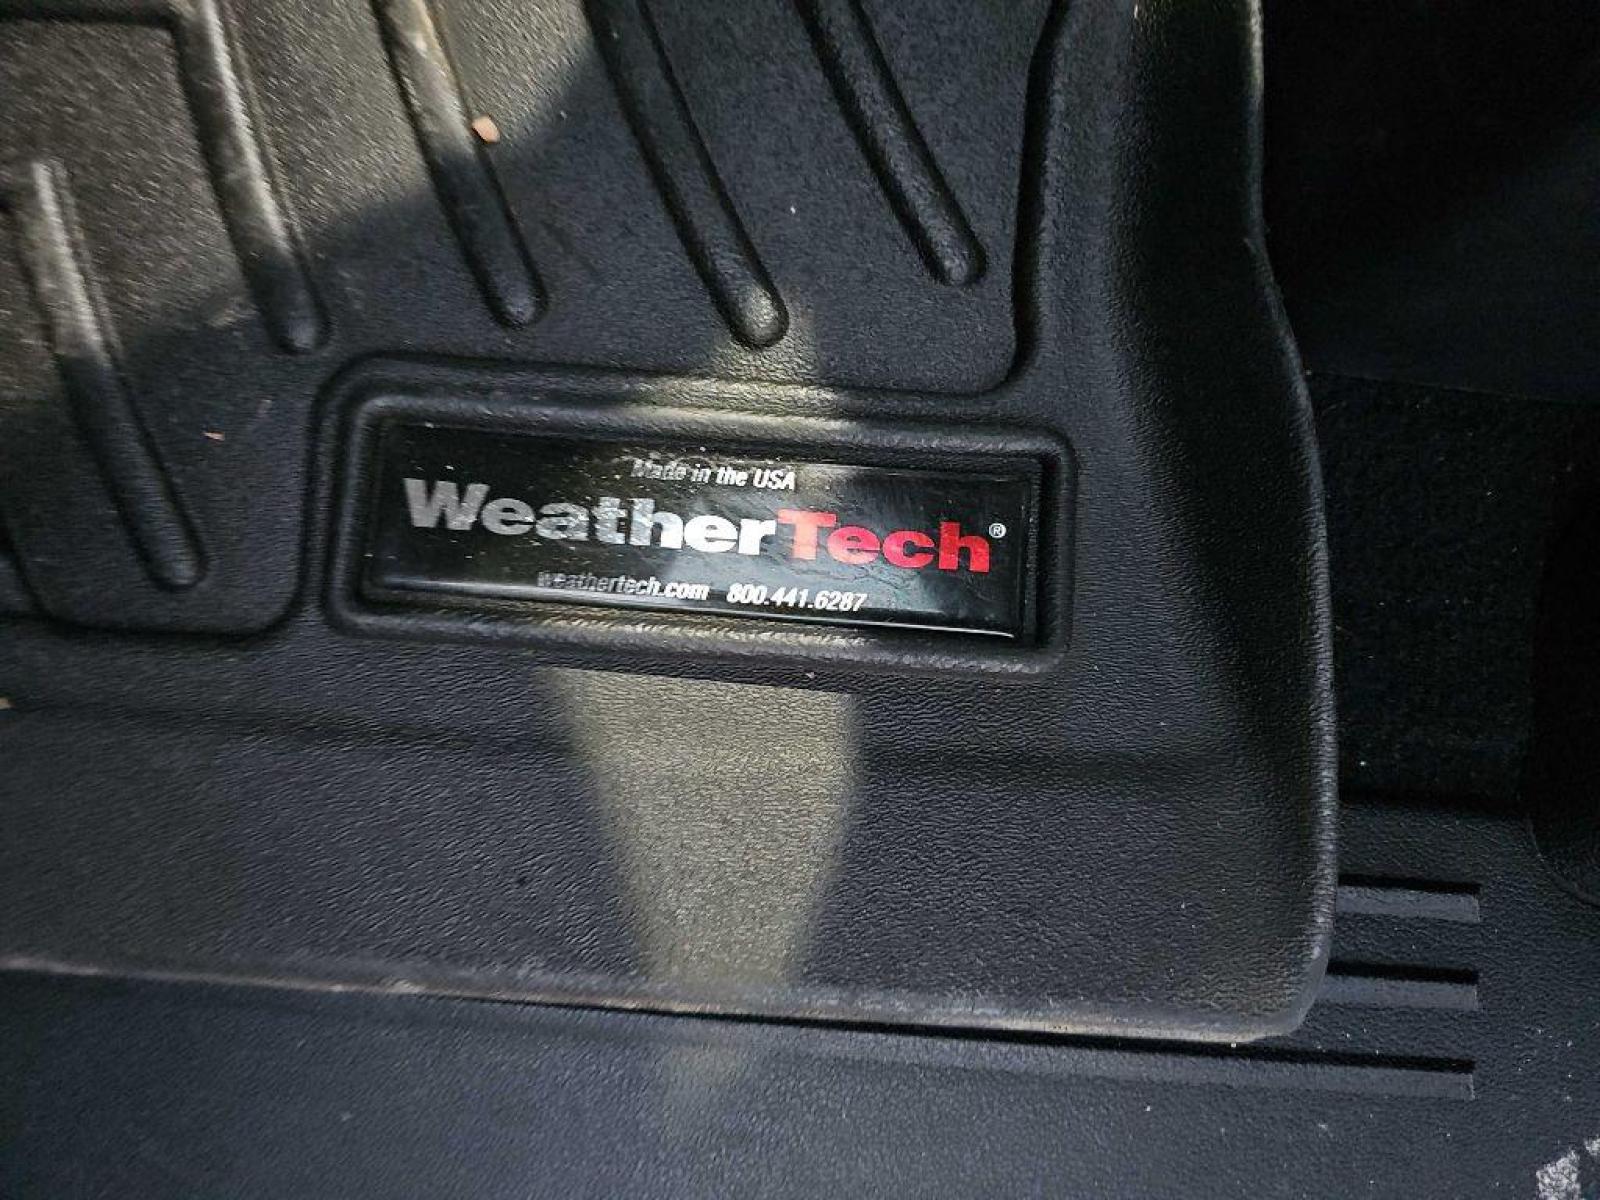 Made in the USA
WeatherTech®
weathertech.com 800.441.6287